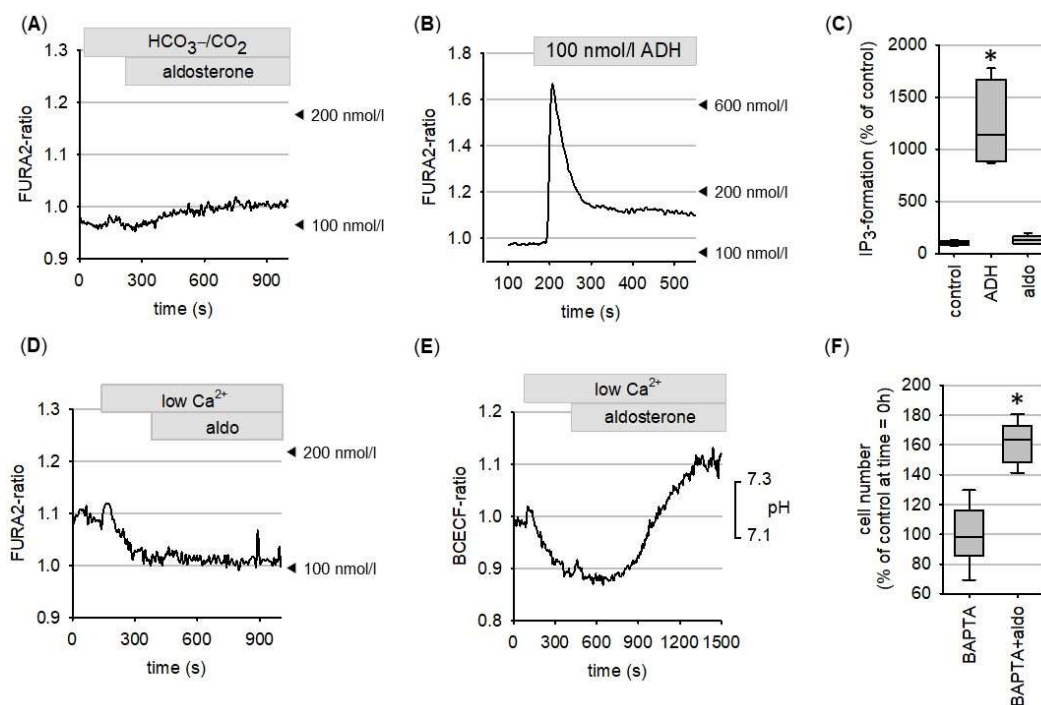 (A)
HCO₃–/CO₂
aldosterone
1.3
1.2
1.1
1.0
0.9
FURA2-ratio
200 nmol/l
100 nmol/l
0 300 600 900
time (s)
(B)
100 nmol/l ADH
1.8
1.6
1.4
1.2
1.0
FURA2-ratio
600 nmol/l
200 nmol/l
100 nmol/l
100 200 300 400 500
time (s)
(C)
2000
1500
1000
500
0
IP₃-formation (% of control)
*
control
ADH
aldo
(D)
low Ca²⁺
aldo
1.3
1.2
1.1
1.0
0.9
FURA2-ratio
200 nmol/l
100 nmol/l
0 300 600 900
time (s)
(E)
low Ca²⁺
aldosterone
1.2
1.1
1.0
0.9
0.8
BCECF-ratio
7.3
pH
7.1
0 300 600 900 1200 1500
time (s)
(F)
200
180
160
140
120
100
80
60
cell number
(% of control at time = 0h)
*
BAPTA
BAPTA+aldo